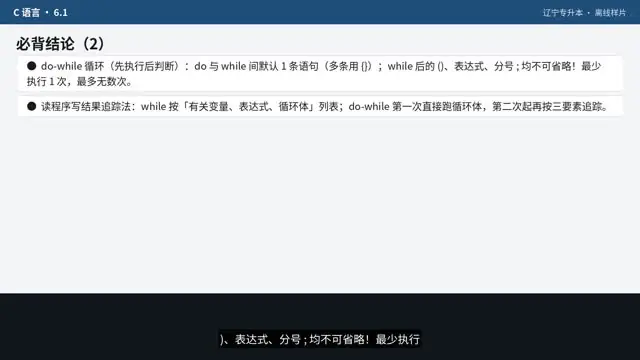 C 语言 · 6.1
辽宁专升本 · 离线样片
必背结论（2）
● do-while 循环（先执行后判断）：do 与 while 间默认 1 条语句（多条用 {}）；while 后的 ()、表达式、分号 ; 均不可省略！最少
执行 1 次，最多无数次。
● 读程序写结果追踪法：while 按「有关变量、表达式、循环体」列表；do-while 第一次直接跑循环体，第二次起再按三要素追踪。
)、表达式、分号 ; 均不可省略！最少执行